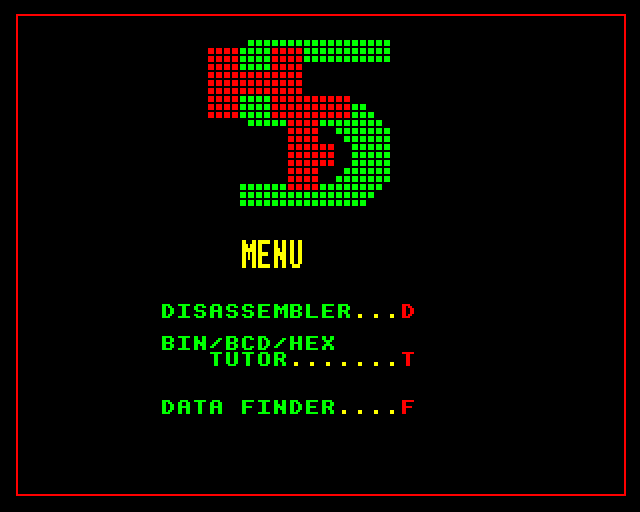 MENU
DISASSEMBLER...D
BIN/BCD/HEX
TUTOR.......T
DATA FINDER....F